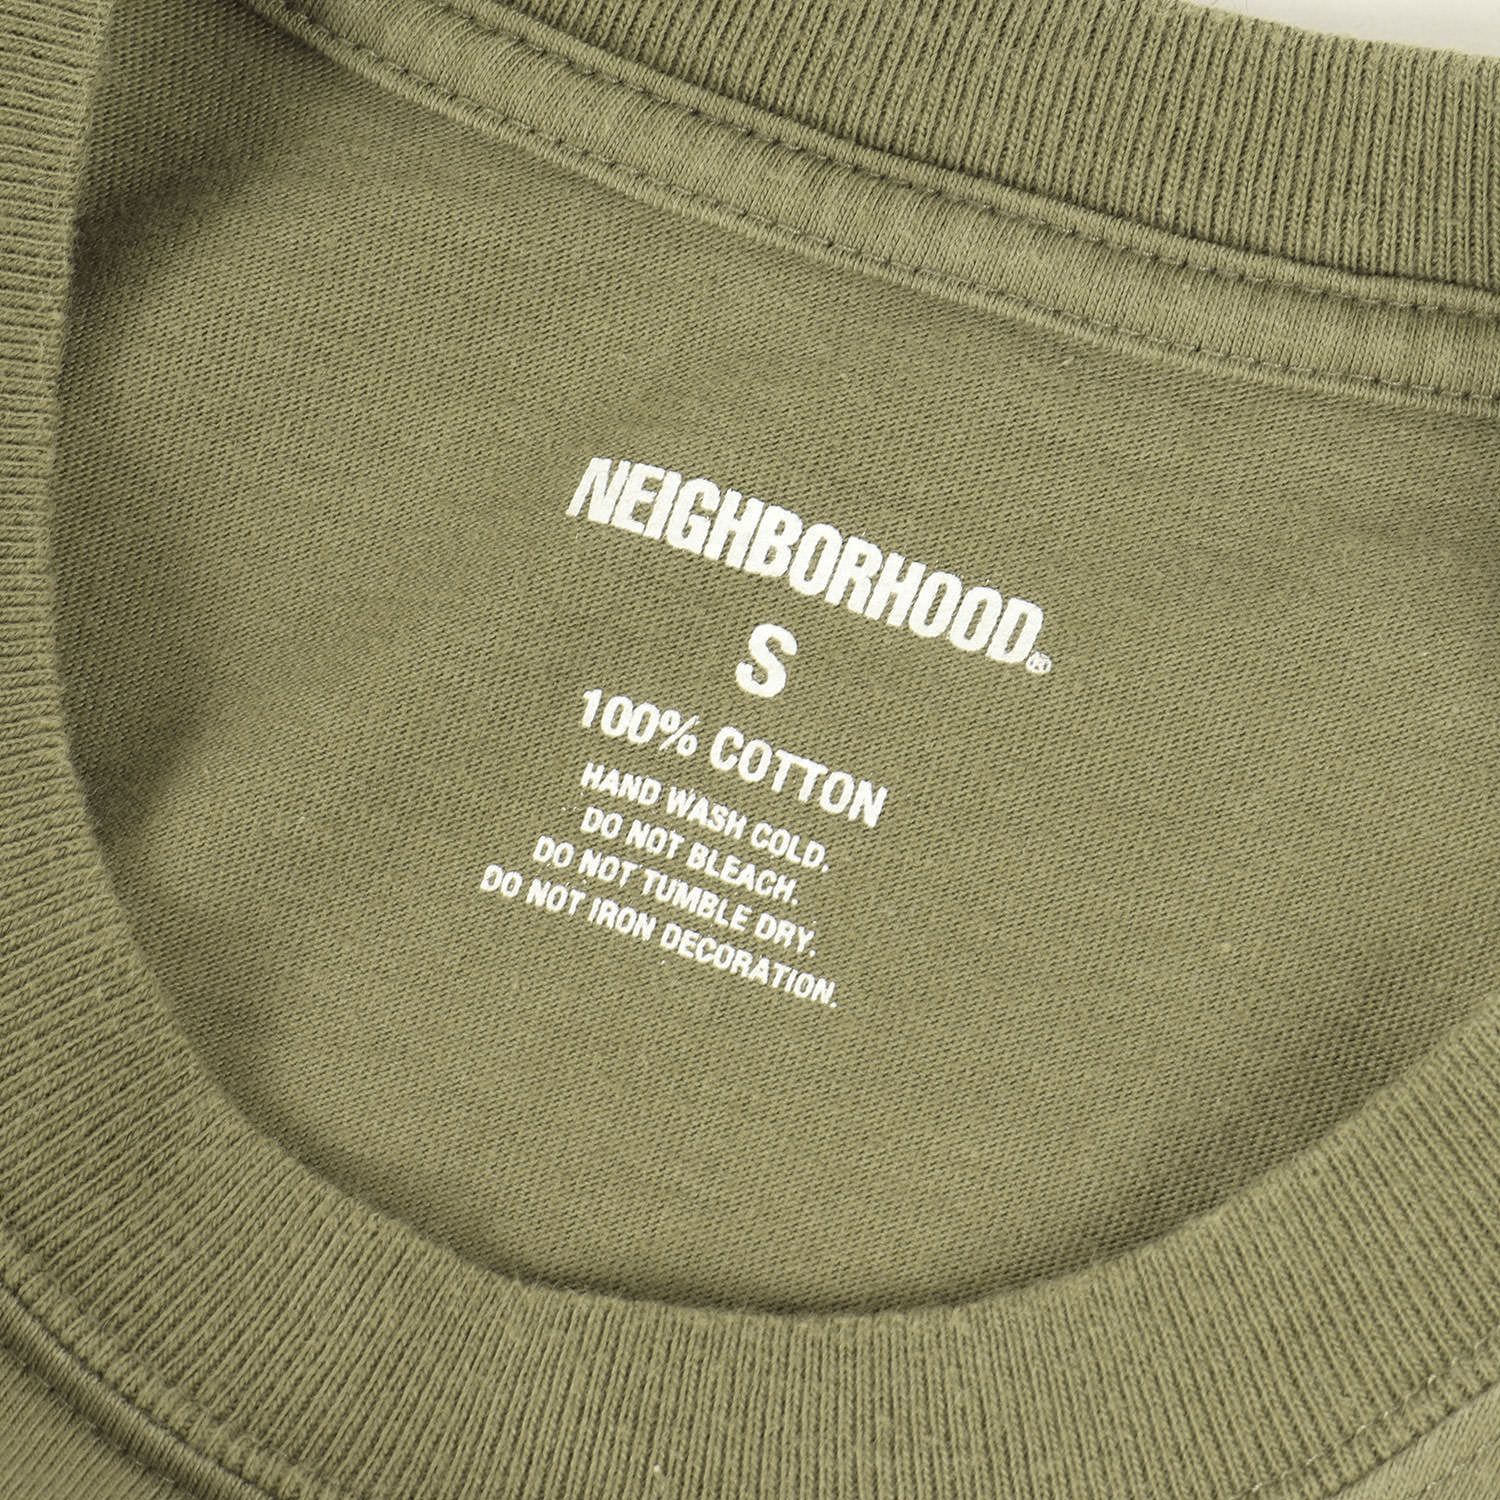 NEIGHBORHOOD®
S
100% COTTON
HAND WASH COLD,
DO NOT BLEACH.
DO NOT TUMBLE DRY,
DO NOT IRON DECORATION.